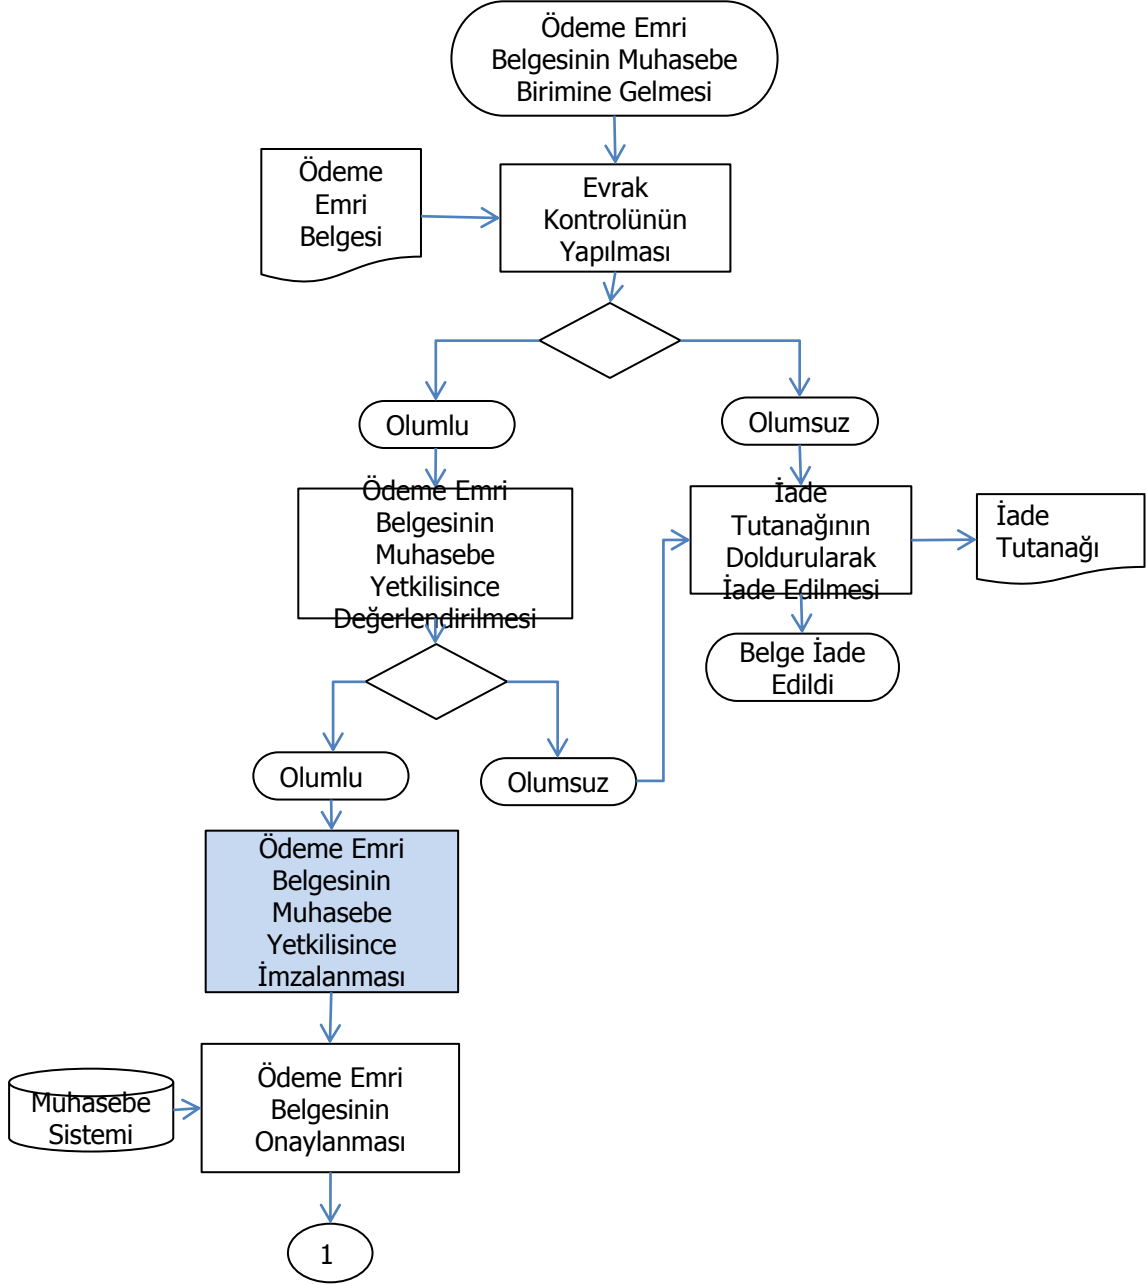 Ödeme Emri
Belgesinin Muhasebe
Birimine Gelmesi
Ödeme
Emri
Belgesi
Evrak
Kontrolünün
Yapılması
Olumlu
Olumsuz
Ödeme Emri
Belgesinin
Muhasebe
Yetkilisince
Değerlendirilmesi
İade
Tutanağının
Doldurularak
İade Edilmesi
İade
Tutanağı
Belge İade
Edildi
Olumlu
Olumsuz
Ödeme Emri
Belgesinin
Muhasebe
Yetkilisince
İmzalanması
Muhasebe
Sistemi
Ödeme Emri
Belgesinin
Onaylanması
1